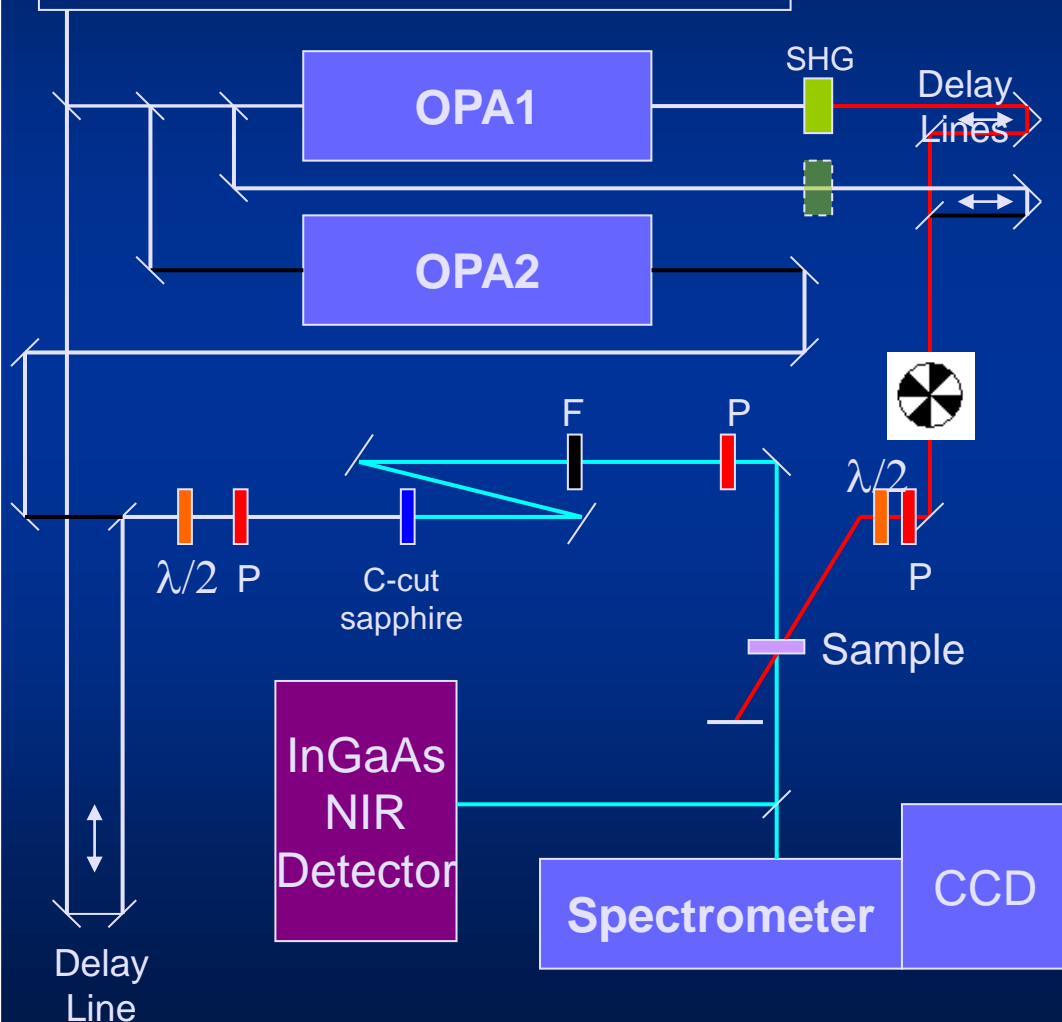 SHG
OPA1
Delay
Lines
OPA2
F
P
λ/2
λ/2
P
C-cut
sapphire
P
Sample
InGaAs
NIR
Detector
Spectrometer
CCD
Delay
Line